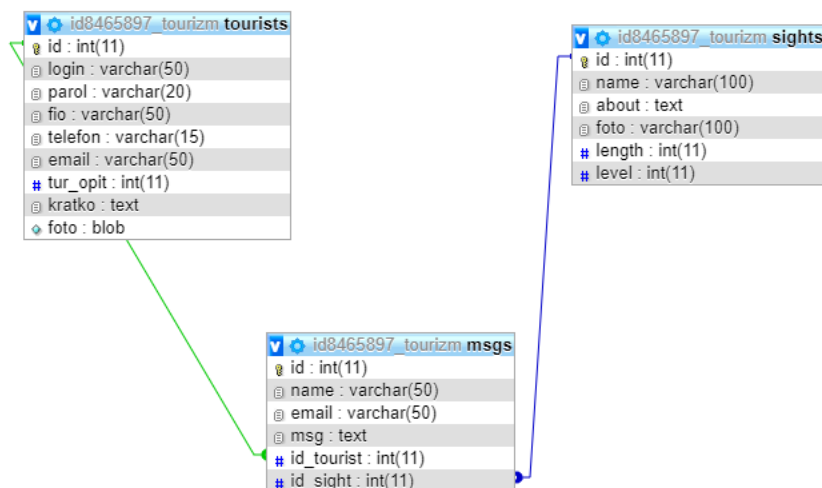 id8465897_tourizm tourists
id : int(11)
login : varchar(50)
parol : varchar(20)
fio : varchar(50)
telefon : varchar(15)
email : varchar(50)
# tur_opit : int(11)
kratko : text
foto : blob
id8465897_tourizm sights
id : int(11)
name : varchar(100)
about : text
foto : varchar(100)
# length : int(11)
# level : int(11)
id8465897_tourizm msgs
id : int(11)
name : varchar(50)
email : varchar(50)
msg : text
# id_tourist : int(11)
# id_sight : int(11)